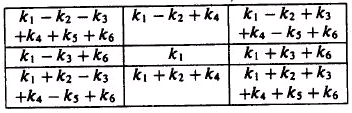 k₁ − k₂ − k₃ k₁ − k₂ + k₄ k₁ − k₂ + k₃
+k₄ + k₅ + k₆ +k₄ − k₅ + k₆
k₁ − k₃ + k₆ k₁ k₁ + k₃ + k₆
k₁ + k₂ − k₃ k₁ + k₂ + k₄ k₁ + k₂ + k₃
+k₄ − k₅ + k₆ +k₄ + k₅ + k₆